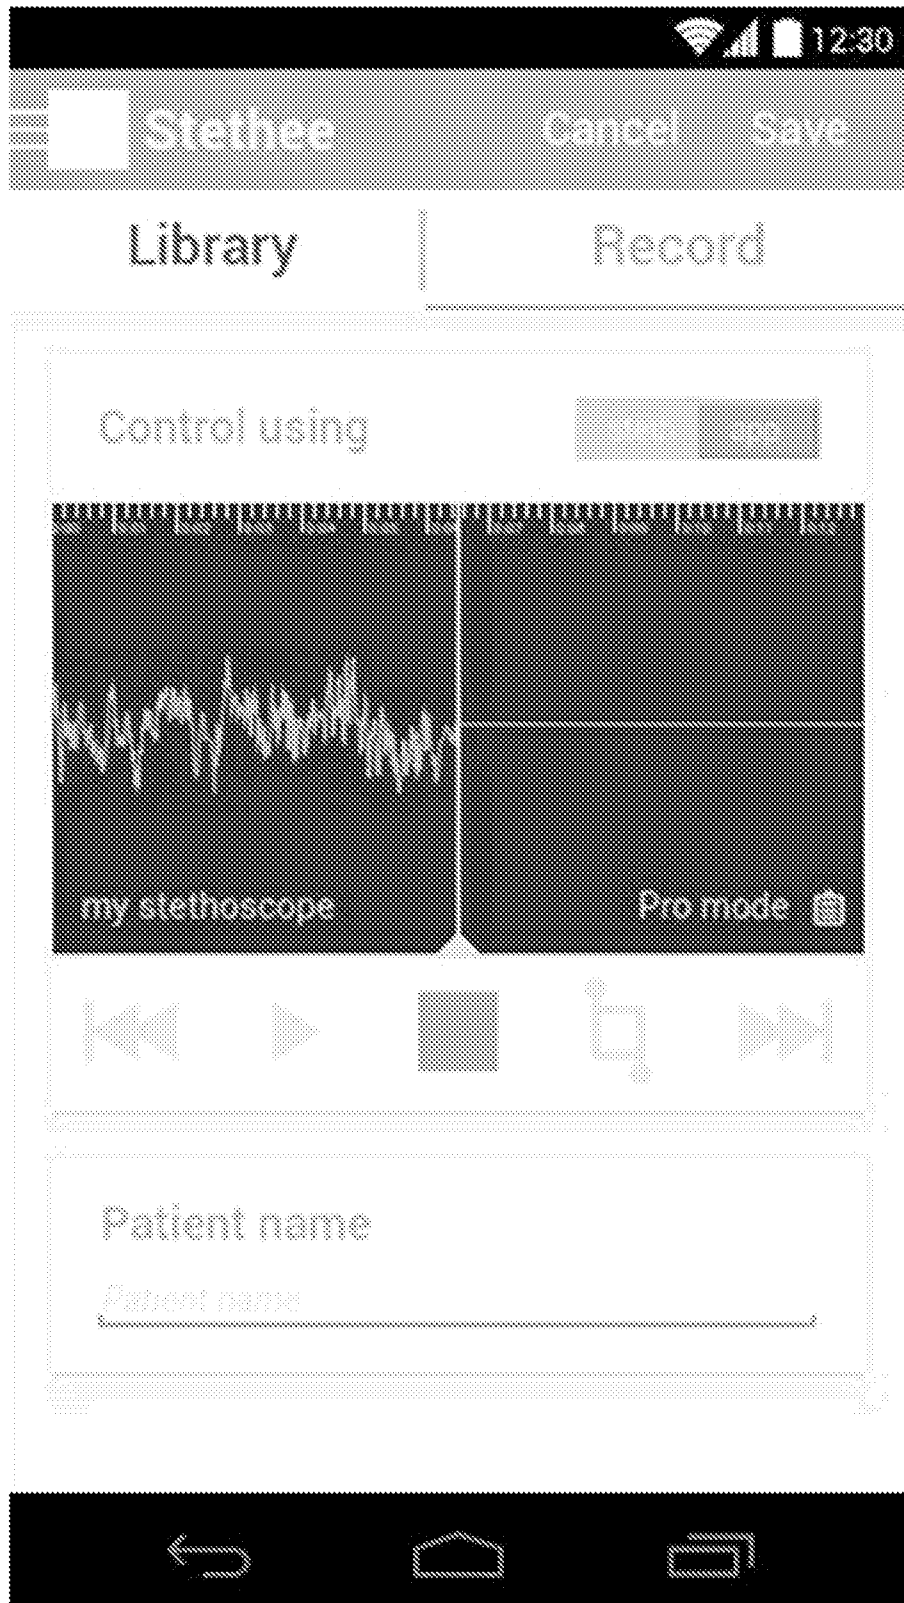 12:30
Stethee Cancel Save
Library Record
Control using
my stethoscope Pro mode
Patient name
Patient name